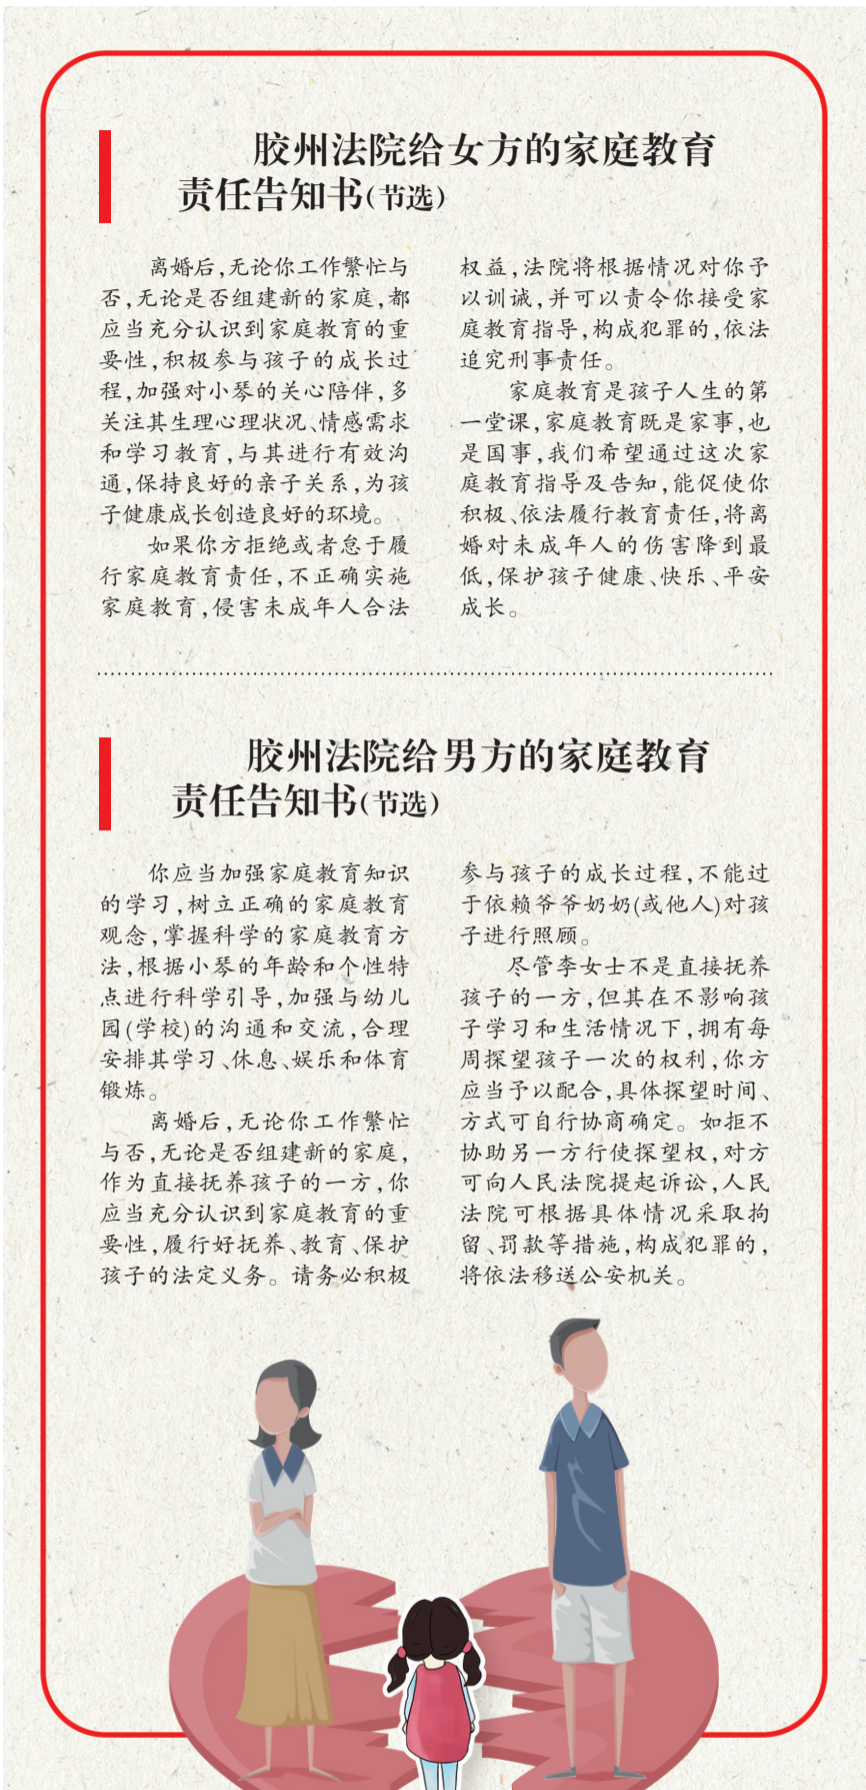 胶州法院给女方的家庭教育
责任告知书(节选)
离婚后,无论你工作繁忙与
否,无论是否组建新的家庭,都
应当充分认识到家庭教育的重
要性,积极参与孩子的成长过
程,加强对小琴的关心陪伴,多
关注其生理心理状况、情感需求
和学习教育,与其进行有效沟
通,保持良好的亲子关系,为孩
子健康成长创造良好的环境。
如果你方拒绝或者怠于履
行家庭教育责任,不正确实施
家庭教育,侵害未成年人合法
权益,法院将根据情况对你予
以训诫,并可以责令你接受家
庭教育指导,构成犯罪的,依法
追究刑事责任。
家庭教育是孩子人生的第
一堂课,家庭教育既是家事,也
是国事,我们希望通过这次家
庭教育指导及告知,能促使你
积极、依法履行教育责任,将离
婚对未成年人的伤害降到最
低,保护孩子健康、快乐、平安
成长。
胶州法院给男方的家庭教育
责任告知书(节选)
你应当加强家庭教育知识
的学习,树立正确的家庭教育
观念,掌握科学的家庭教育方
法,根据小琴的年龄和个性特
点进行科学引导,加强与幼儿
园(学校)的沟通和交流,合理
安排其学习、休息、娱乐和体育
锻炼。
离婚后,无论你工作繁忙
与否,无论是否组建新的家庭,
作为直接抚养孩子的一方,你
应当充分认识到家庭教育的重
要性,履行好抚养、教育、保护
孩子的法定义务。请务必积极
参与孩子的成长过程,不能过
于依赖爷爷奶奶(或他人)对孩
子进行照顾。
尽管李女士不是直接抚养
孩子的一方,但其在不影响孩
子学习和生活情况下,拥有每
周探望孩子一次的权利,你方
应当予以配合,具体探望时间、
方式可自行协商确定。如拒不
协助另一方行使探望权,对方
可向人民法院提起诉讼,人民
法院可根据具体情况采取拘
留、罚款等措施,构成犯罪的,
将依法移送公安机关。